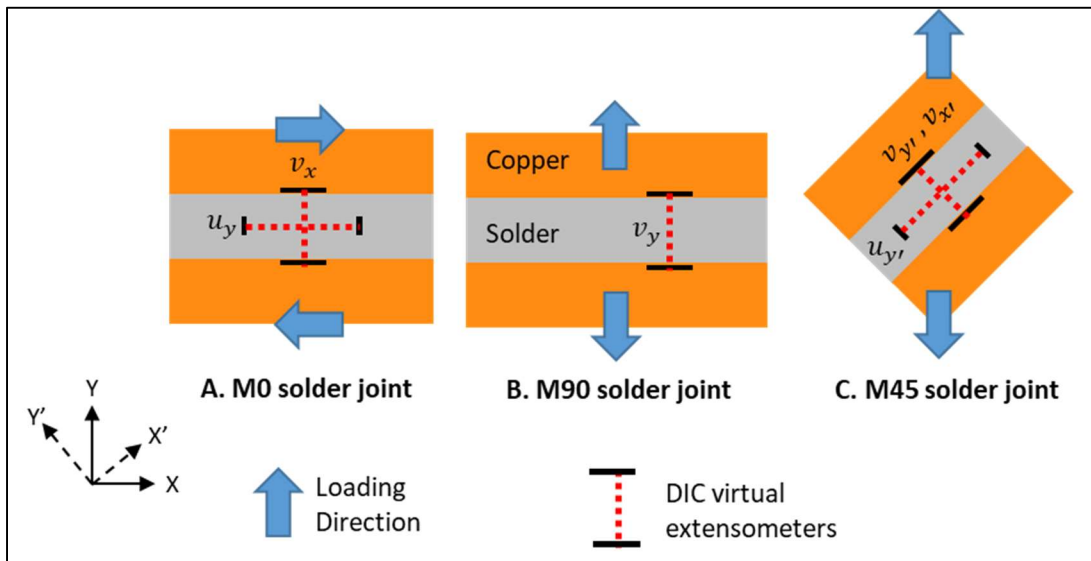 v_x
u_y
A. M0 solder joint
Copper
Solder
v_y
B. M90 solder joint
v_y′ , v_x′
u_y′
C. M45 solder joint
Y
Y'
X'
X
Loading
Direction
DIC virtual
extensometers